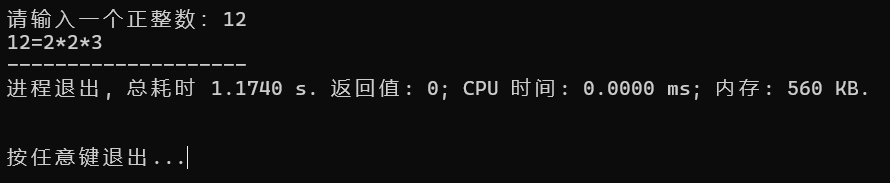 请输入一个正整数: 12
12=2*2*3
--------------------
进程退出, 总耗时 1.1740 s. 返回值: 0; CPU 时间: 0.0000 ms; 内存: 560 KB.
按任意键退出...